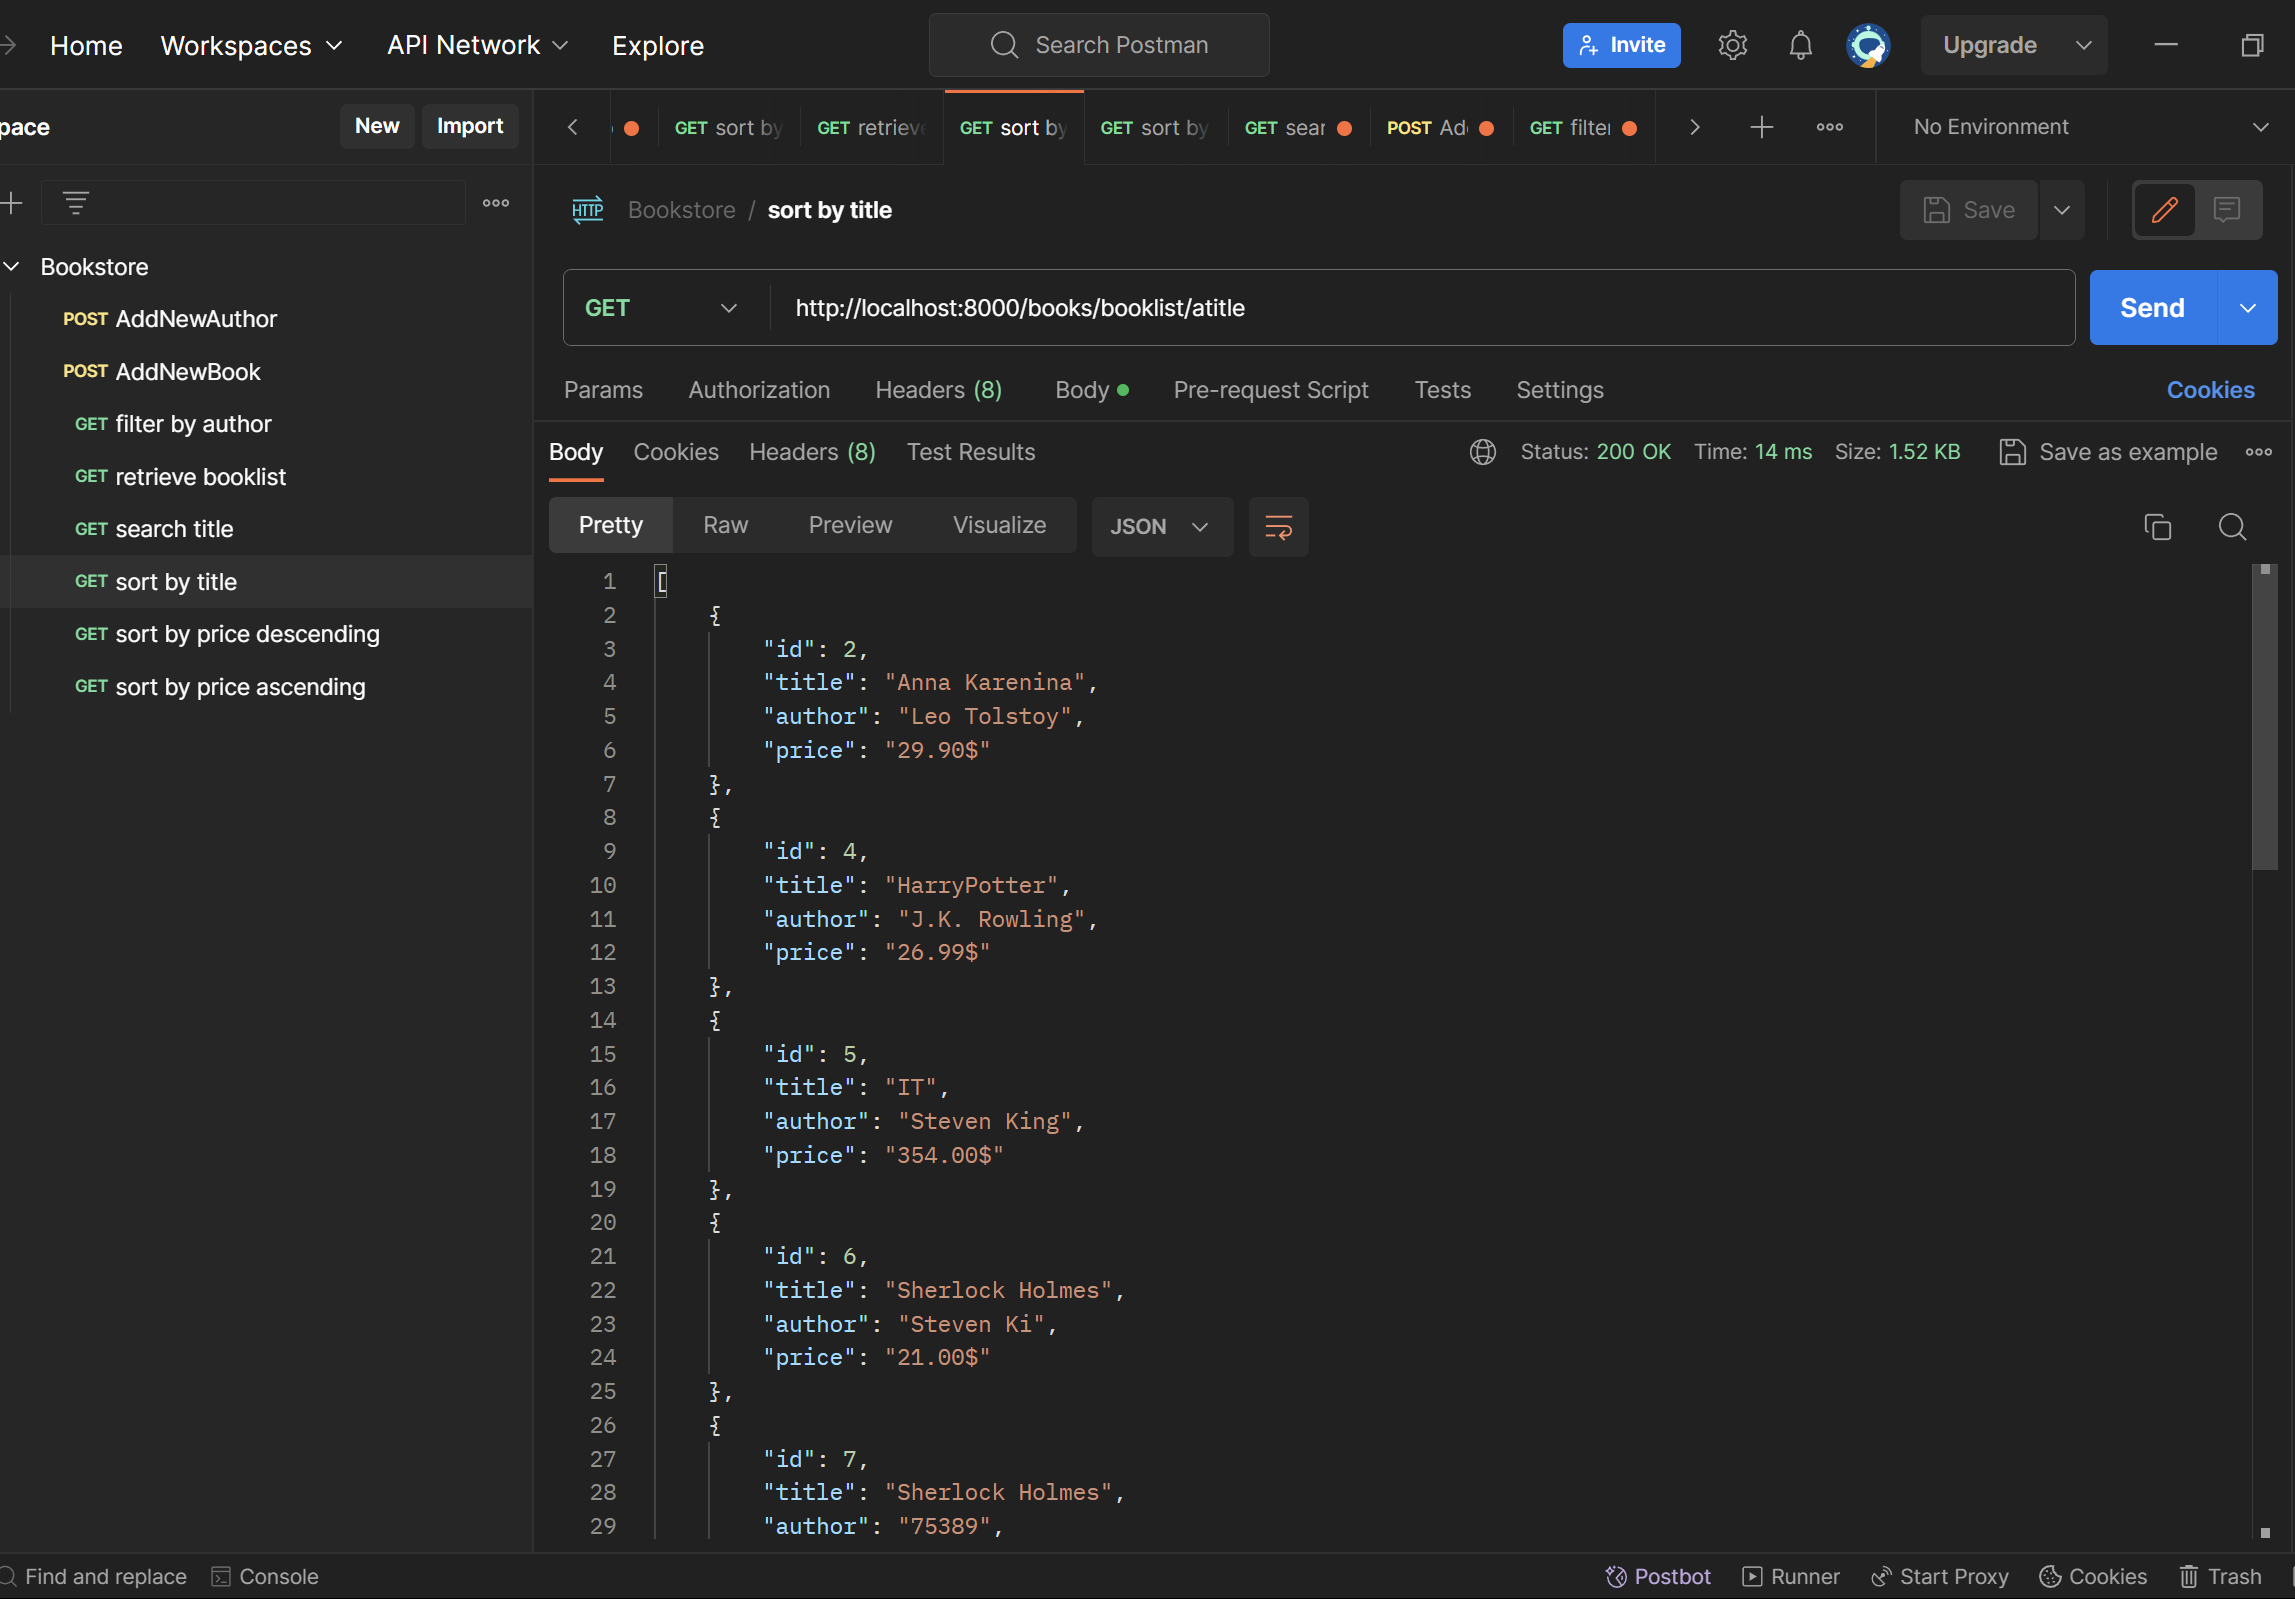 Home Workspaces API Network Explore Search Postman Invite Upgrade
pace New Import GET sort by GET retrieve GET sort by GET sort by GET sear POST Ad GET filter No Environment
HTTP Bookstore / sort by title Save
Bookstore
POST AddNewAuthor
POST AddNewBook
GET filter by author
GET retrieve booklist
GET search title
GET sort by title
GET sort by price descending
GET sort by price ascending
GET http://localhost:8000/books/booklist/atitle Send
Params Authorization Headers (8) Body Pre-request Script Tests Settings Cookies
Body Cookies Headers (8) Test Results Status: 200 OK Time: 14 ms Size: 1.52 KB Save as example
Pretty Raw Preview Visualize JSON
1 [
2 {
3 "id": 2,
4 "title": "Anna Karenina",
5 "author": "Leo Tolstoy",
6 "price": "29.90$"
7 },
8 {
9 "id": 4,
10 "title": "HarryPotter",
11 "author": "J.K. Rowling",
12 "price": "26.99$"
13 },
14 {
15 "id": 5,
16 "title": "IT",
17 "author": "Steven King",
18 "price": "354.00$"
19 },
20 {
21 "id": 6,
22 "title": "Sherlock Holmes",
23 "author": "Steven Ki",
24 "price": "21.00$"
25 },
26 {
27 "id": 7,
28 "title": "Sherlock Holmes",
29 "author": "75389",
Find and replace Console Postbot Runner Start Proxy Cookies Trash